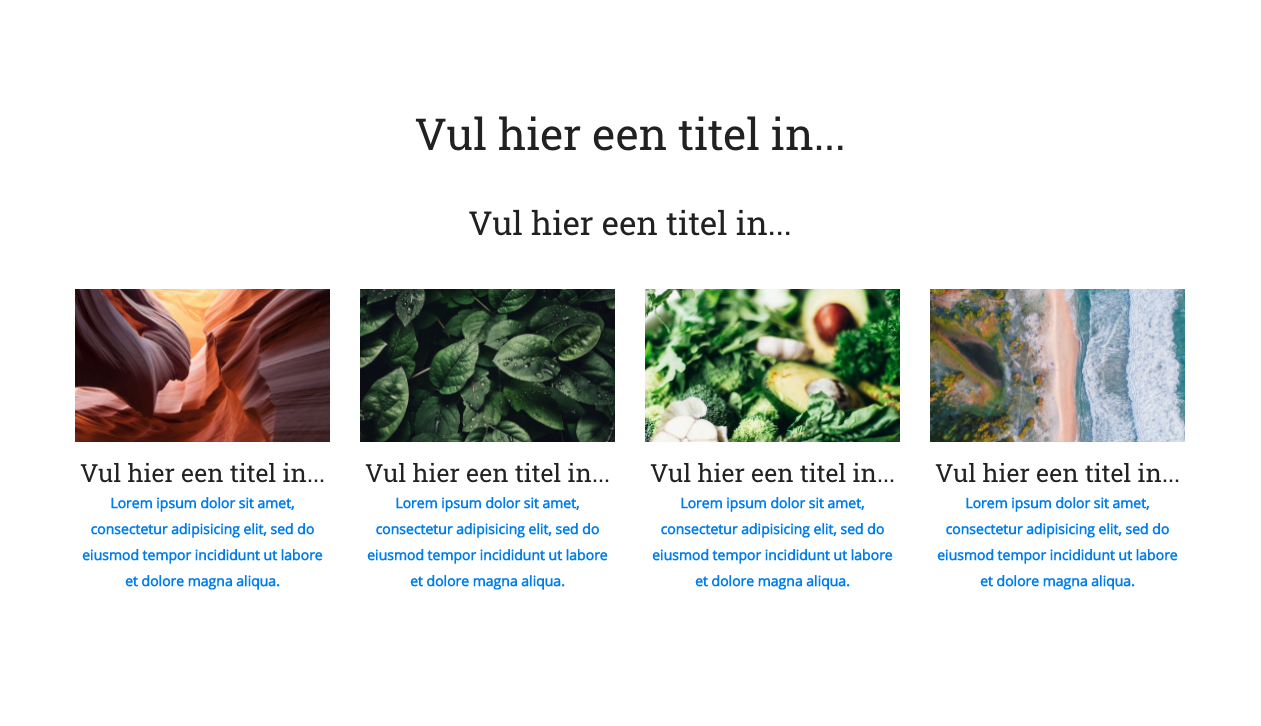 Vul hier een titel in...
Vul hier een titel in...
Vul hier een titel in...
Lorem ipsum dolor sit amet,
consectetur adipisicing elit, sed do
eiusmod tempor incididunt ut labore
et dolore magna aliqua.
Vul hier een titel in...
Lorem ipsum dolor sit amet,
consectetur adipisicing elit, sed do
eiusmod tempor incididunt ut labore
et dolore magna aliqua.
Vul hier een titel in...
Lorem ipsum dolor sit amet,
consectetur adipisicing elit, sed do
eiusmod tempor incididunt ut labore
et dolore magna aliqua.
Vul hier een titel in...
Lorem ipsum dolor sit amet,
consectetur adipisicing elit, sed do
eiusmod tempor incididunt ut labore
et dolore magna aliqua.